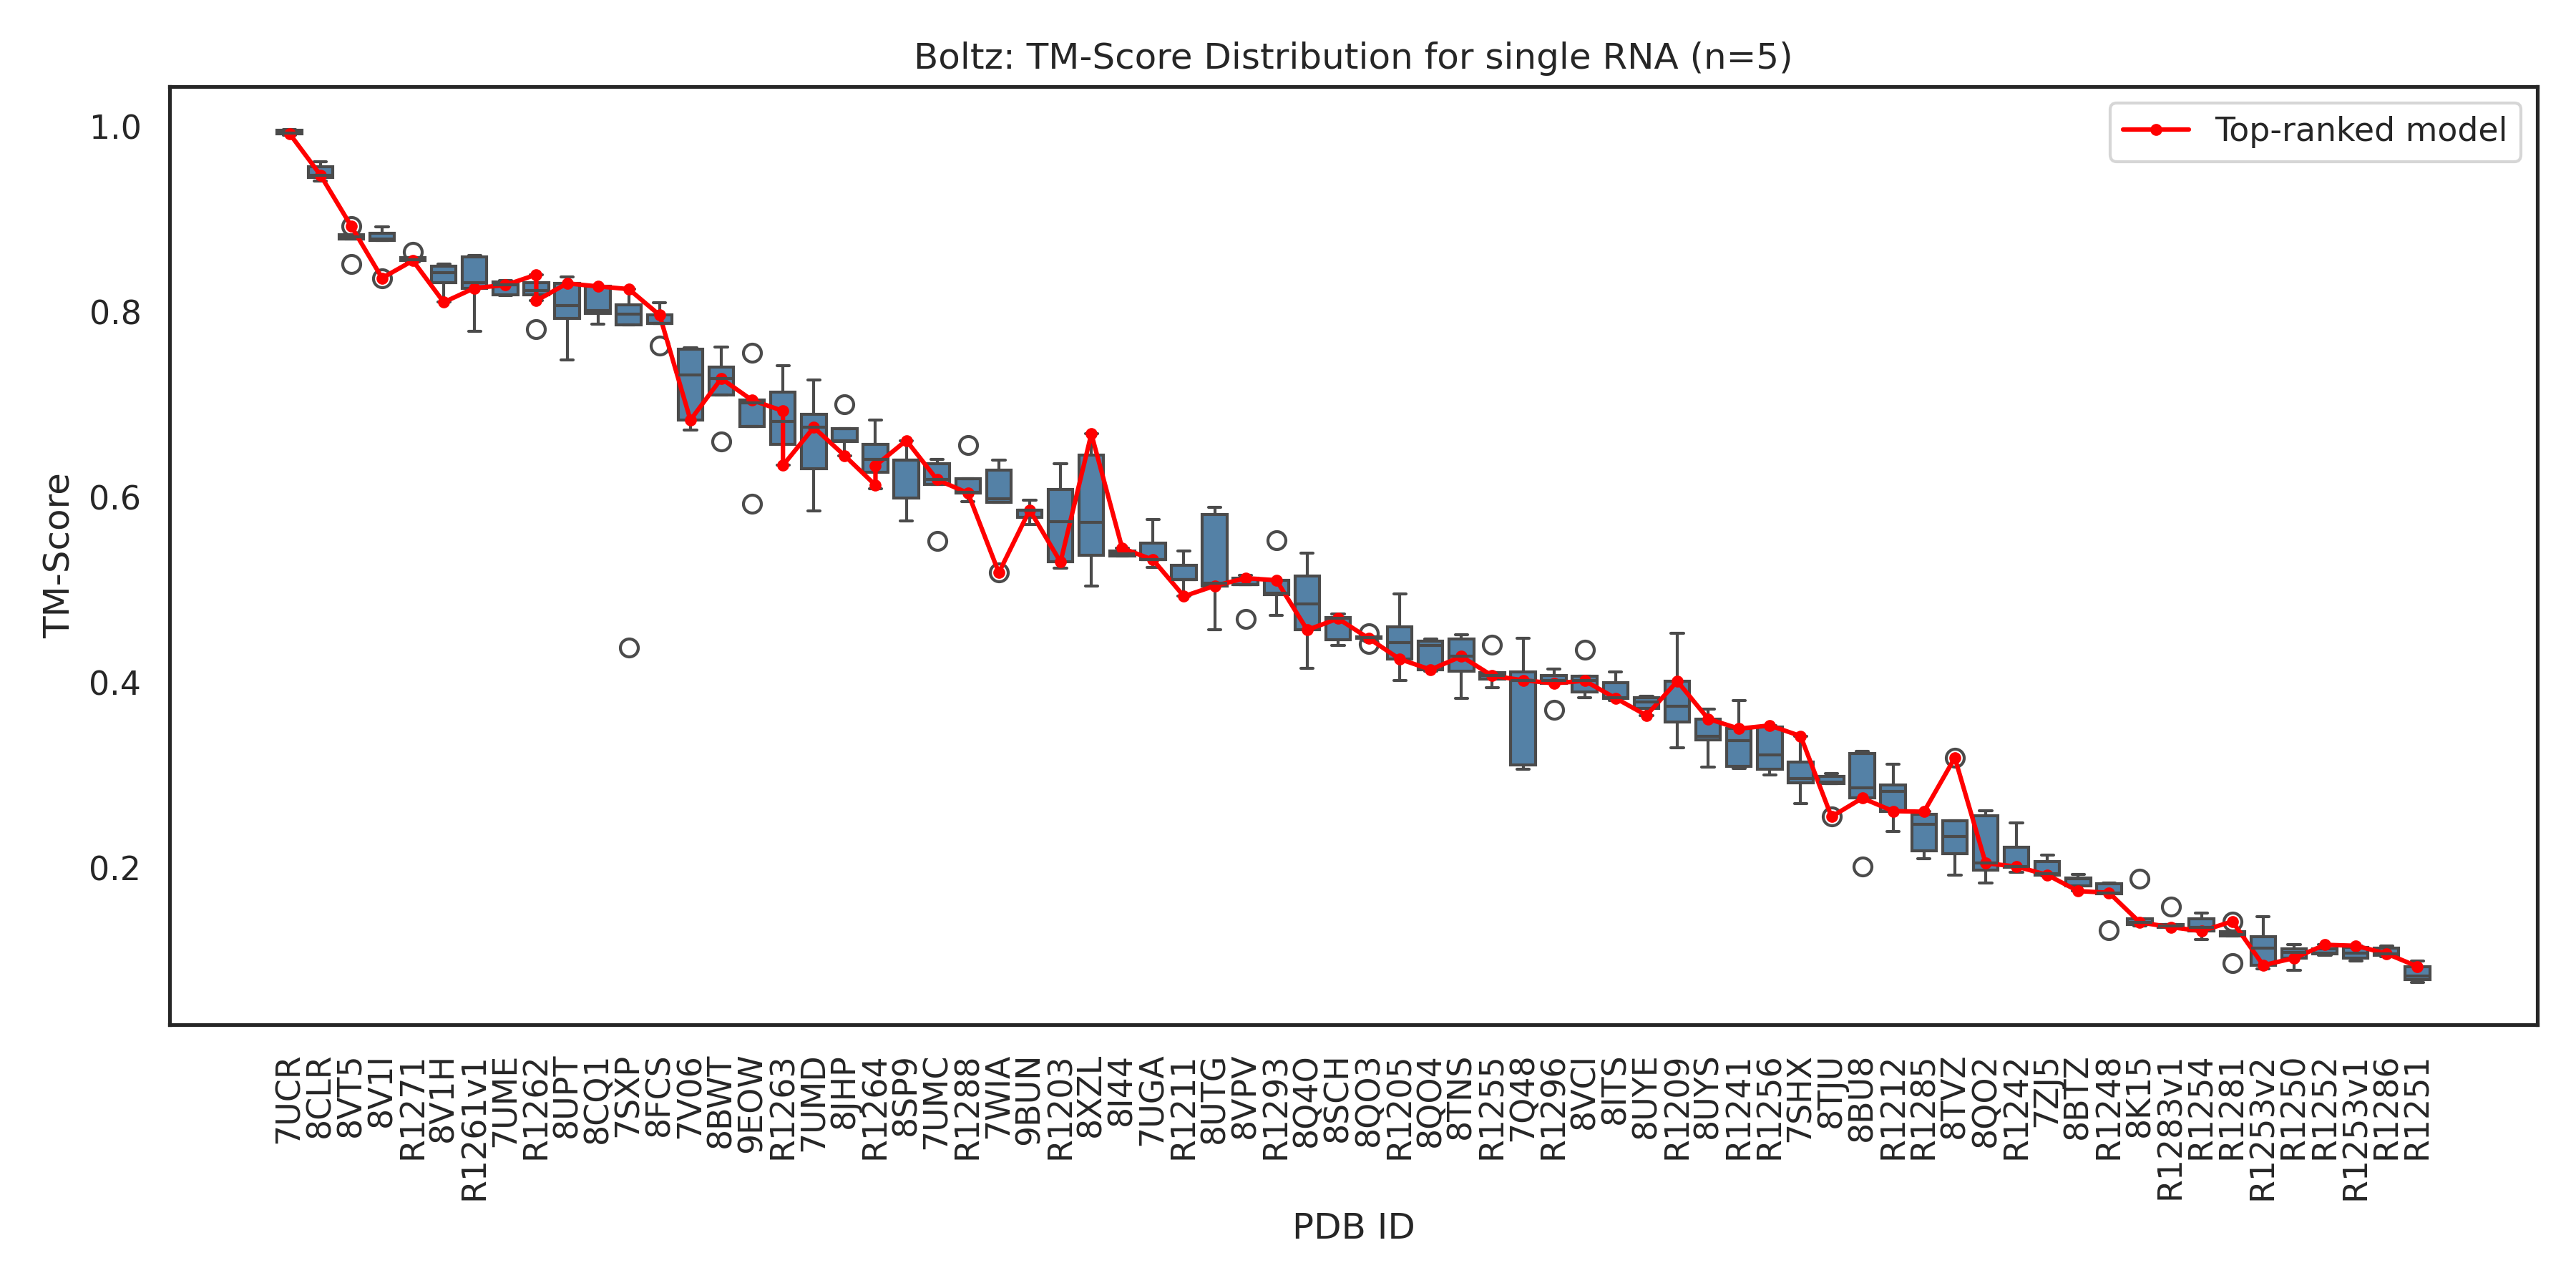 Boltz: TM-Score Distribution for single RNA (n=5)
Top-ranked model
TM-Score
1.0
0.8
0.6
0.4
0.2
7UCR
8CLR
8VT5
8V1I
R1271
8V1H
R1261v1
7UME
R1262
8UPT
8CQ1
7SXP
8FCS
7V06
8BWT
9EOW
R1263
7UMD
8JHP
R1264
8SP9
7UMC
R1288
7WIA
9BUN
R1203
8XZL
8I44
7UGA
R1211
8UTG
8VPV
R1293
8Q4O
8SCH
8QO3
R1205
8QO4
8TNS
R1255
7Q48
R1296
8VCI
8ITS
8UYE
R1209
8UYS
R1241
R1256
7SHX
8TJU
8BU8
R1212
R1285
8TVZ
8QO2
R1242
7ZJ5
8BTZ
R1248
8K15
R1283v1
R1254
R1281
R1253v2
R1250
R1252
R1253v1
R1286
R1251
PDB ID